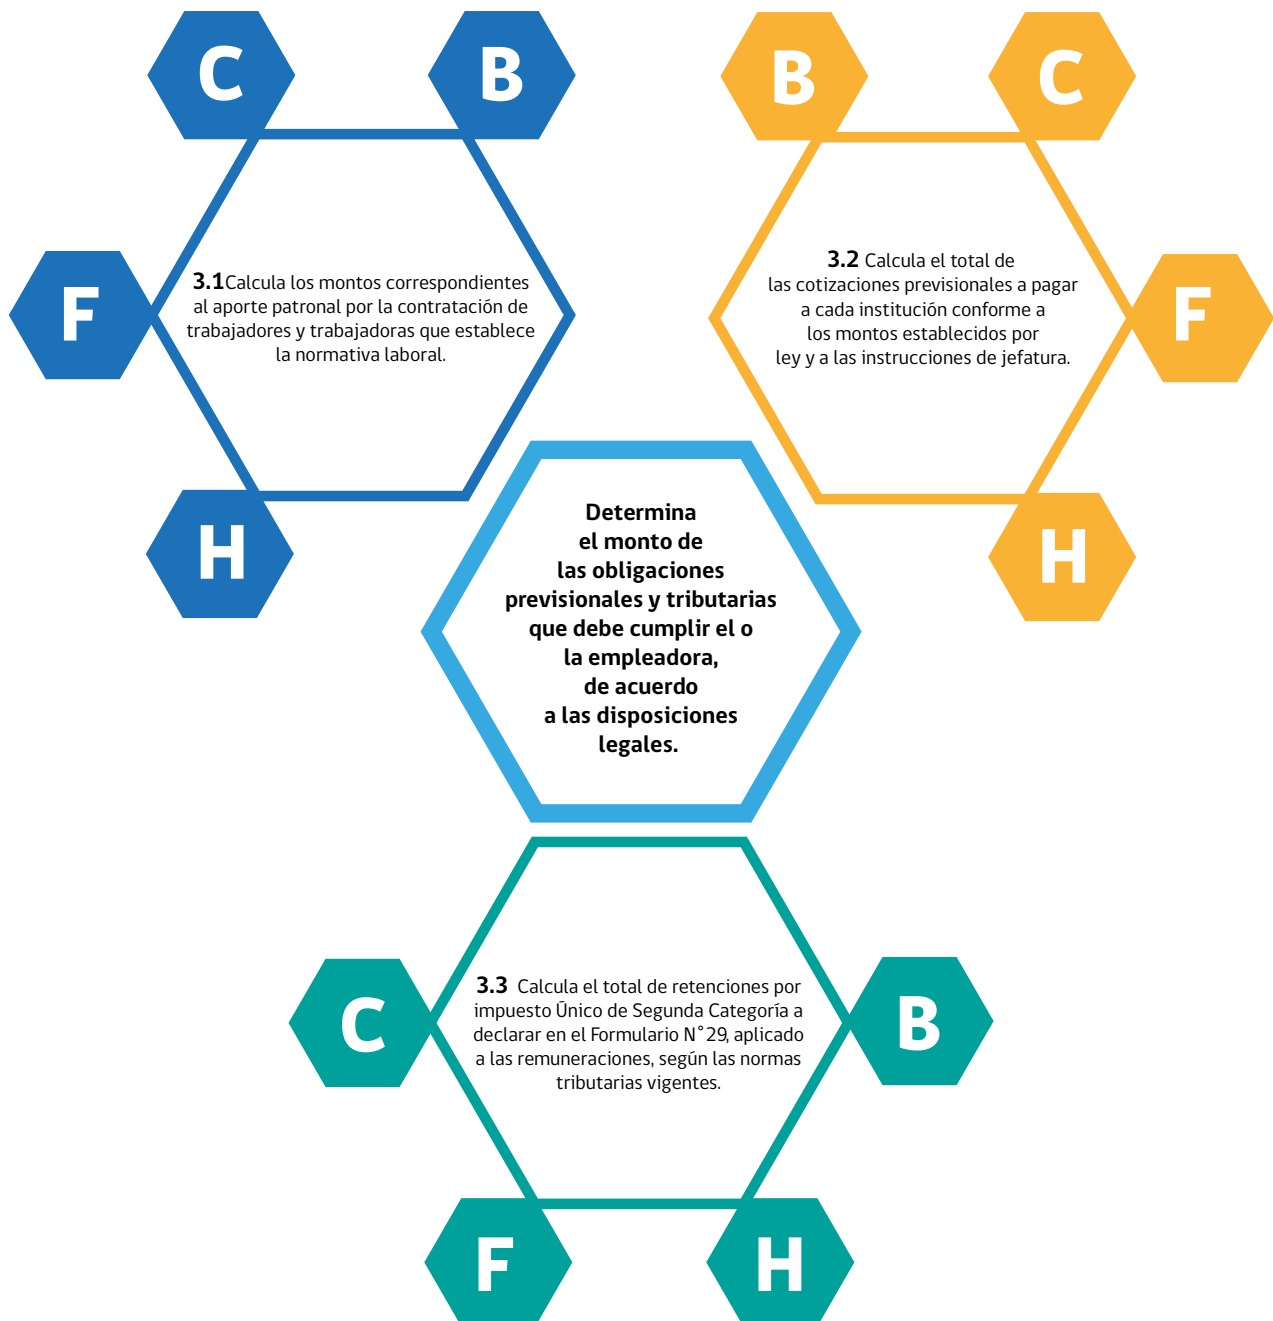 C
B
F
3.1Calcula los montos correspondientes
al aporte patronal por la contratación de
trabajadores y trabajadoras que establece
la normativa laboral.
H
B
C
3.2 Calcula el total de
las cotizaciones previsionales a pagar
a cada institución conforme a
los montos establecidos por
ley y a las instrucciones de jefatura.
F
H
Determina
el monto de
las obligaciones
previsionales y tributarias
que debe cumplir el o
la empleadora,
de acuerdo
a las disposiciones
legales.
C
3.3 Calcula el total de retenciones por
impuesto Único de Segunda Categoría a
declarar en el Formulario N°29, aplicado
a las remuneraciones, según las normas
tributarias vigentes.
B
F
H